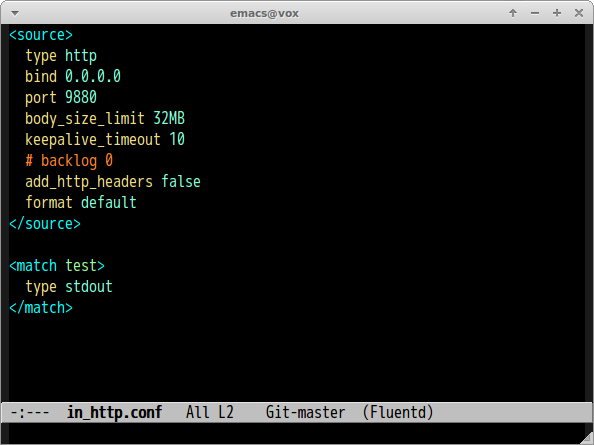 emacs@vox
<source>
  type http
  bind 0.0.0.0
  port 9880
  body_size_limit 32MB
  keepalive_timeout 10
  # backlog 0
  add_http_headers false
  format default
</source>

<match test>
  type stdout
</match>
-:---  in_http.conf   All L2    Git-master  (Fluentd)